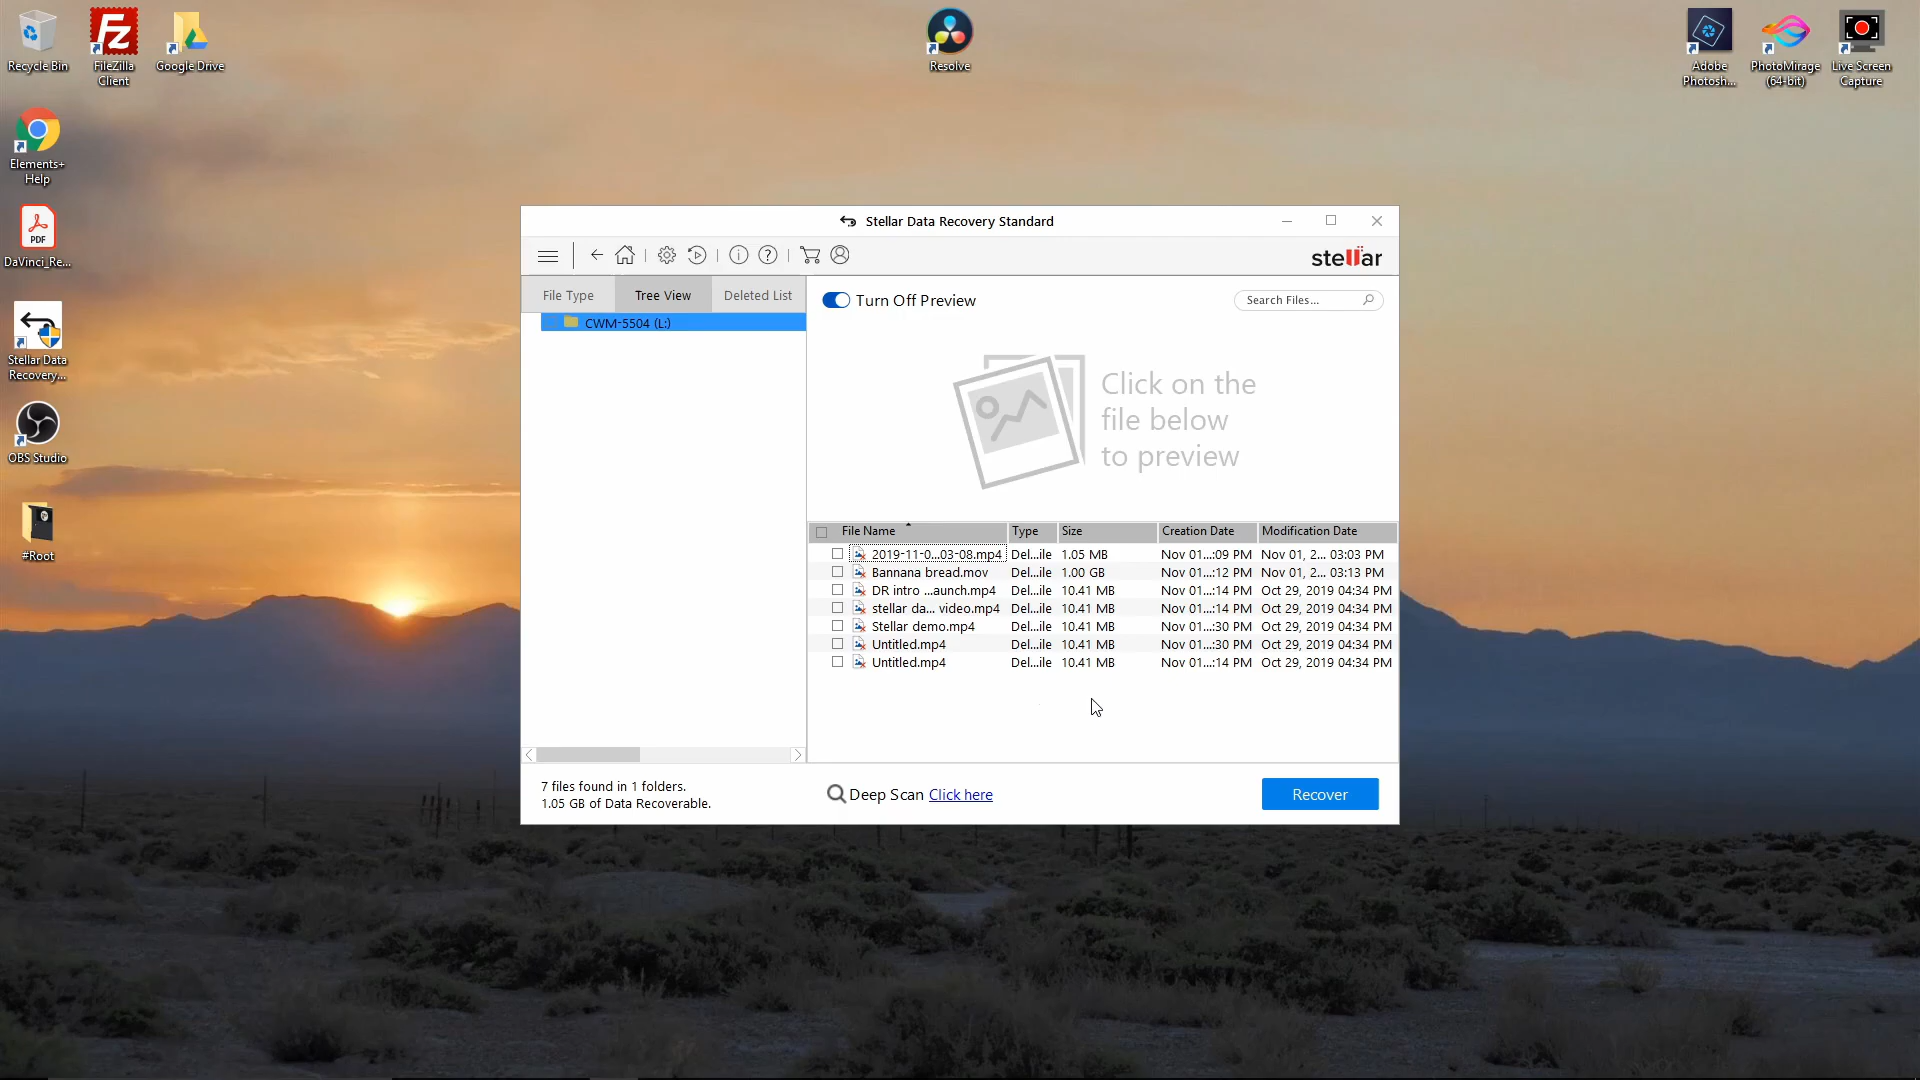 Recycle Bin
FileZilla
Client
Google Drive
Resolve
Adobe
Photosh...
PhotoMirage
(64-bit)
Live Screen
Capture
Elements+
Help
PDF
DaVinci_Re...
Stellar Data
Recovery...
OBS Studio
#Root
Stellar Data Recovery Standard
stellar
File Type
Tree View
Deleted List
Turn Off Preview
Search Files...
CWM-5504 (L:)
Click on the
file below
to preview
File Name Type Size Creation Date Modification Date
2019-11-0...03-08.mp4 Del...ile 1.05 MB Nov 01...:09 PM Nov 01, 2... 03:03 PM
Bannana bread.mov Del...ile 1.00 GB Nov 01...:12 PM Nov 01, 2... 03:13 PM
DR intro ...aunch.mp4 Del...ile 10.41 MB Nov 01...:14 PM Oct 29, 2019 04:34 PM
stellar da... video.mp4 Del...ile 10.41 MB Nov 01...:14 PM Oct 29, 2019 04:34 PM
Stellar demo.mp4 Del...ile 10.41 MB Nov 01...:30 PM Oct 29, 2019 04:34 PM
Untitled.mp4 Del...ile 10.41 MB Nov 01...:30 PM Oct 29, 2019 04:34 PM
Untitled.mp4 Del...ile 10.41 MB Nov 01...:14 PM Oct 29, 2019 04:34 PM
7 files found in 1 folders.
1.05 GB of Data Recoverable.
Deep Scan Click here
Recover